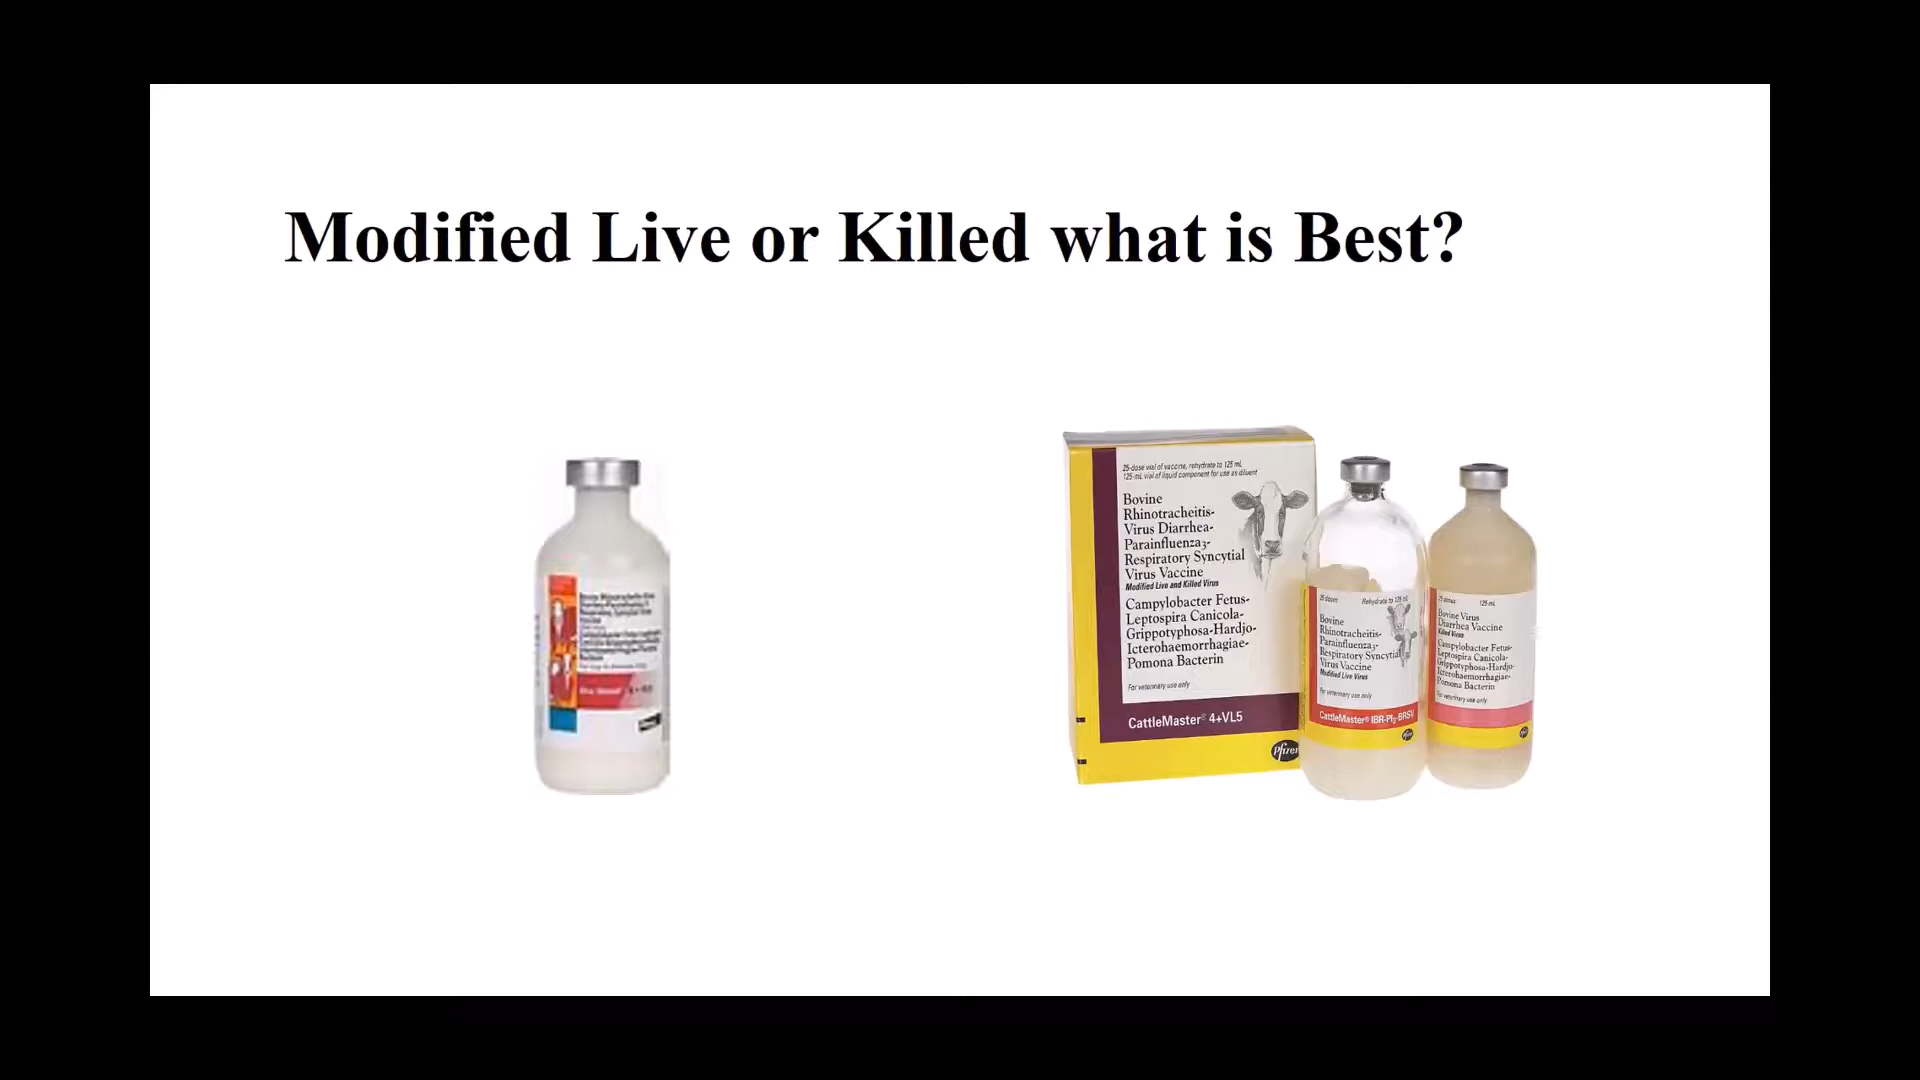 Modified Live or Killed what is Best?
25-dose vial of vaccine, rehydrate to 125 mL
125-mL vial of liquid component for use as diluent
Bovine
Rhinotracheitis-
Virus Diarrhea-
Parainfluenza3-
Respiratory Syncytial
Virus Vaccine
Modified Live and Killed Virus
Campylobacter Fetus-
Leptospira Canicola-
Grippotyphosa-Hardjo-
Icterohaemorrhagiae-
Pomona Bacterin
For veterinary use only
CattleMaster® 4+VL5
Pfizer
25 doses Rehydrate to 125 mL
Bovine
Rhinotracheitis-
Parainfluenza3-
Respiratory Syncytial
Virus Vaccine
Modified Live Virus
For veterinary use only
CattleMaster® IBR-PI3-BRSV
25 doses 125 mL
Bovine Virus
Diarrhea Vaccine
Killed Virus
Campylobacter Fetus-
Leptospira Canicola-
Grippotyphosa-Hardjo-
Icterohaemorrhagiae-
Pomona Bacterin
For veterinary use only